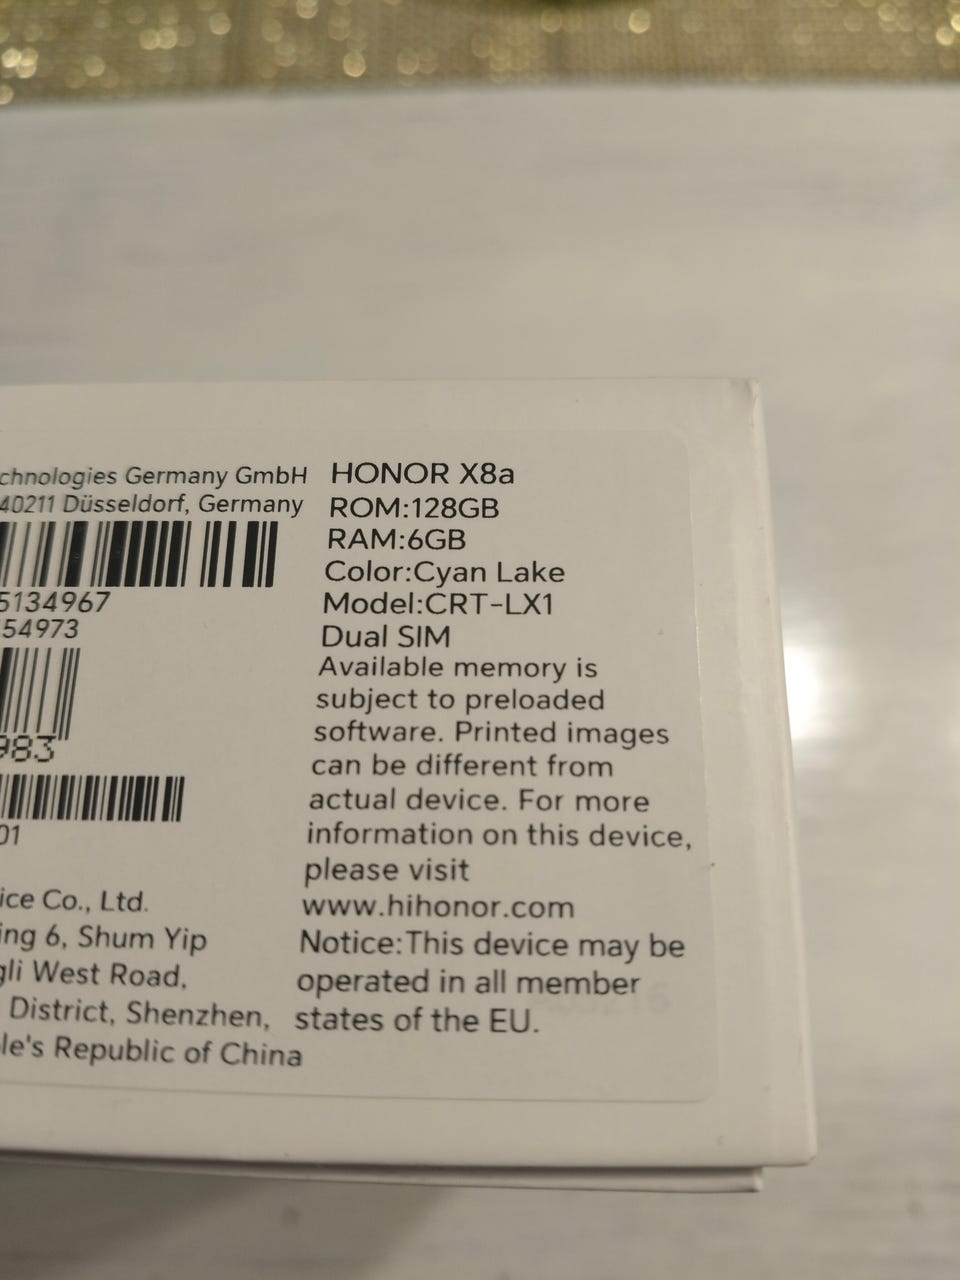 chnologies Germany GmbH
40211 Düsseldorf, Germany
5134967
54973
983
01
ice Co., Ltd.
ing 6, Shum Yip
gli West Road,
District, Shenzhen,
le's Republic of China
HONOR X8a
ROM:128GB
RAM:6GB
Color:Cyan Lake
Model:CRT-LX1
Dual SIM
Available memory is
subject to preloaded
software. Printed images
can be different from
actual device. For more
information on this device,
please visit
www.hihonor.com
Notice:This device may be
operated in all member
states of the EU.